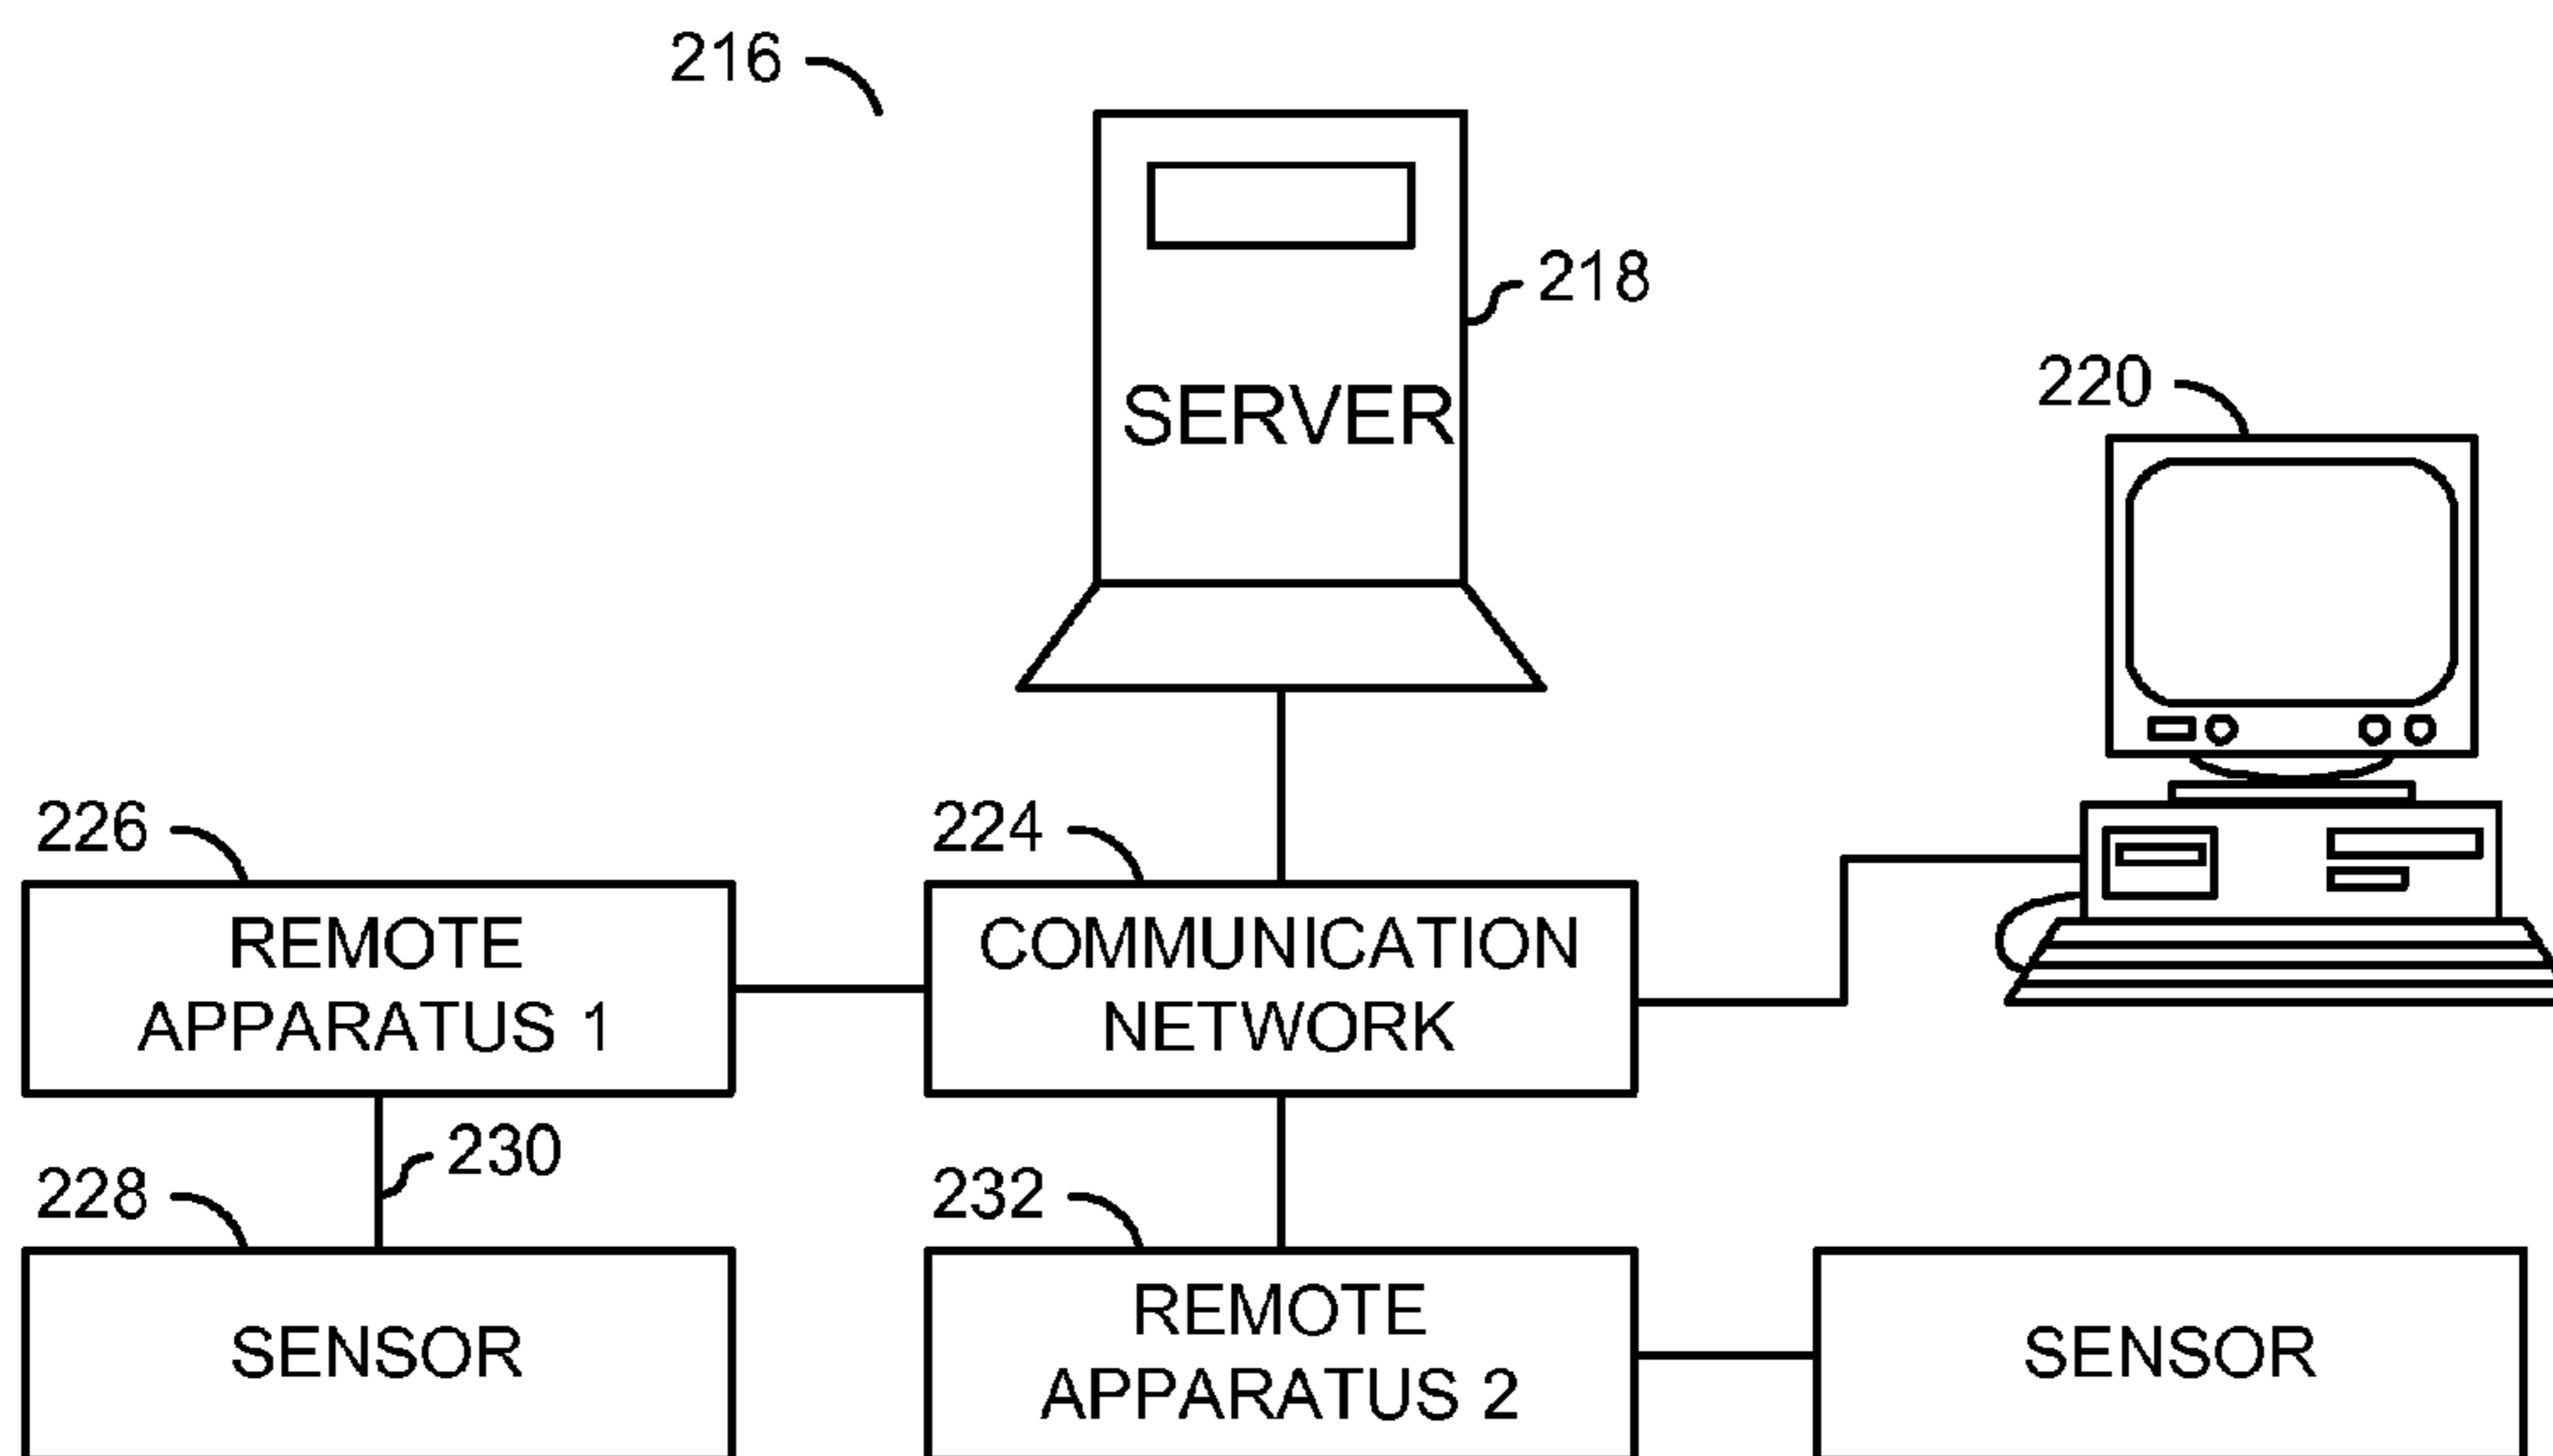 216
218
SERVER
220
226
224
REMOTE
APPARATUS 1
COMMUNICATION
NETWORK
230
228
232
SENSOR
REMOTE
APPARATUS 2
SENSOR